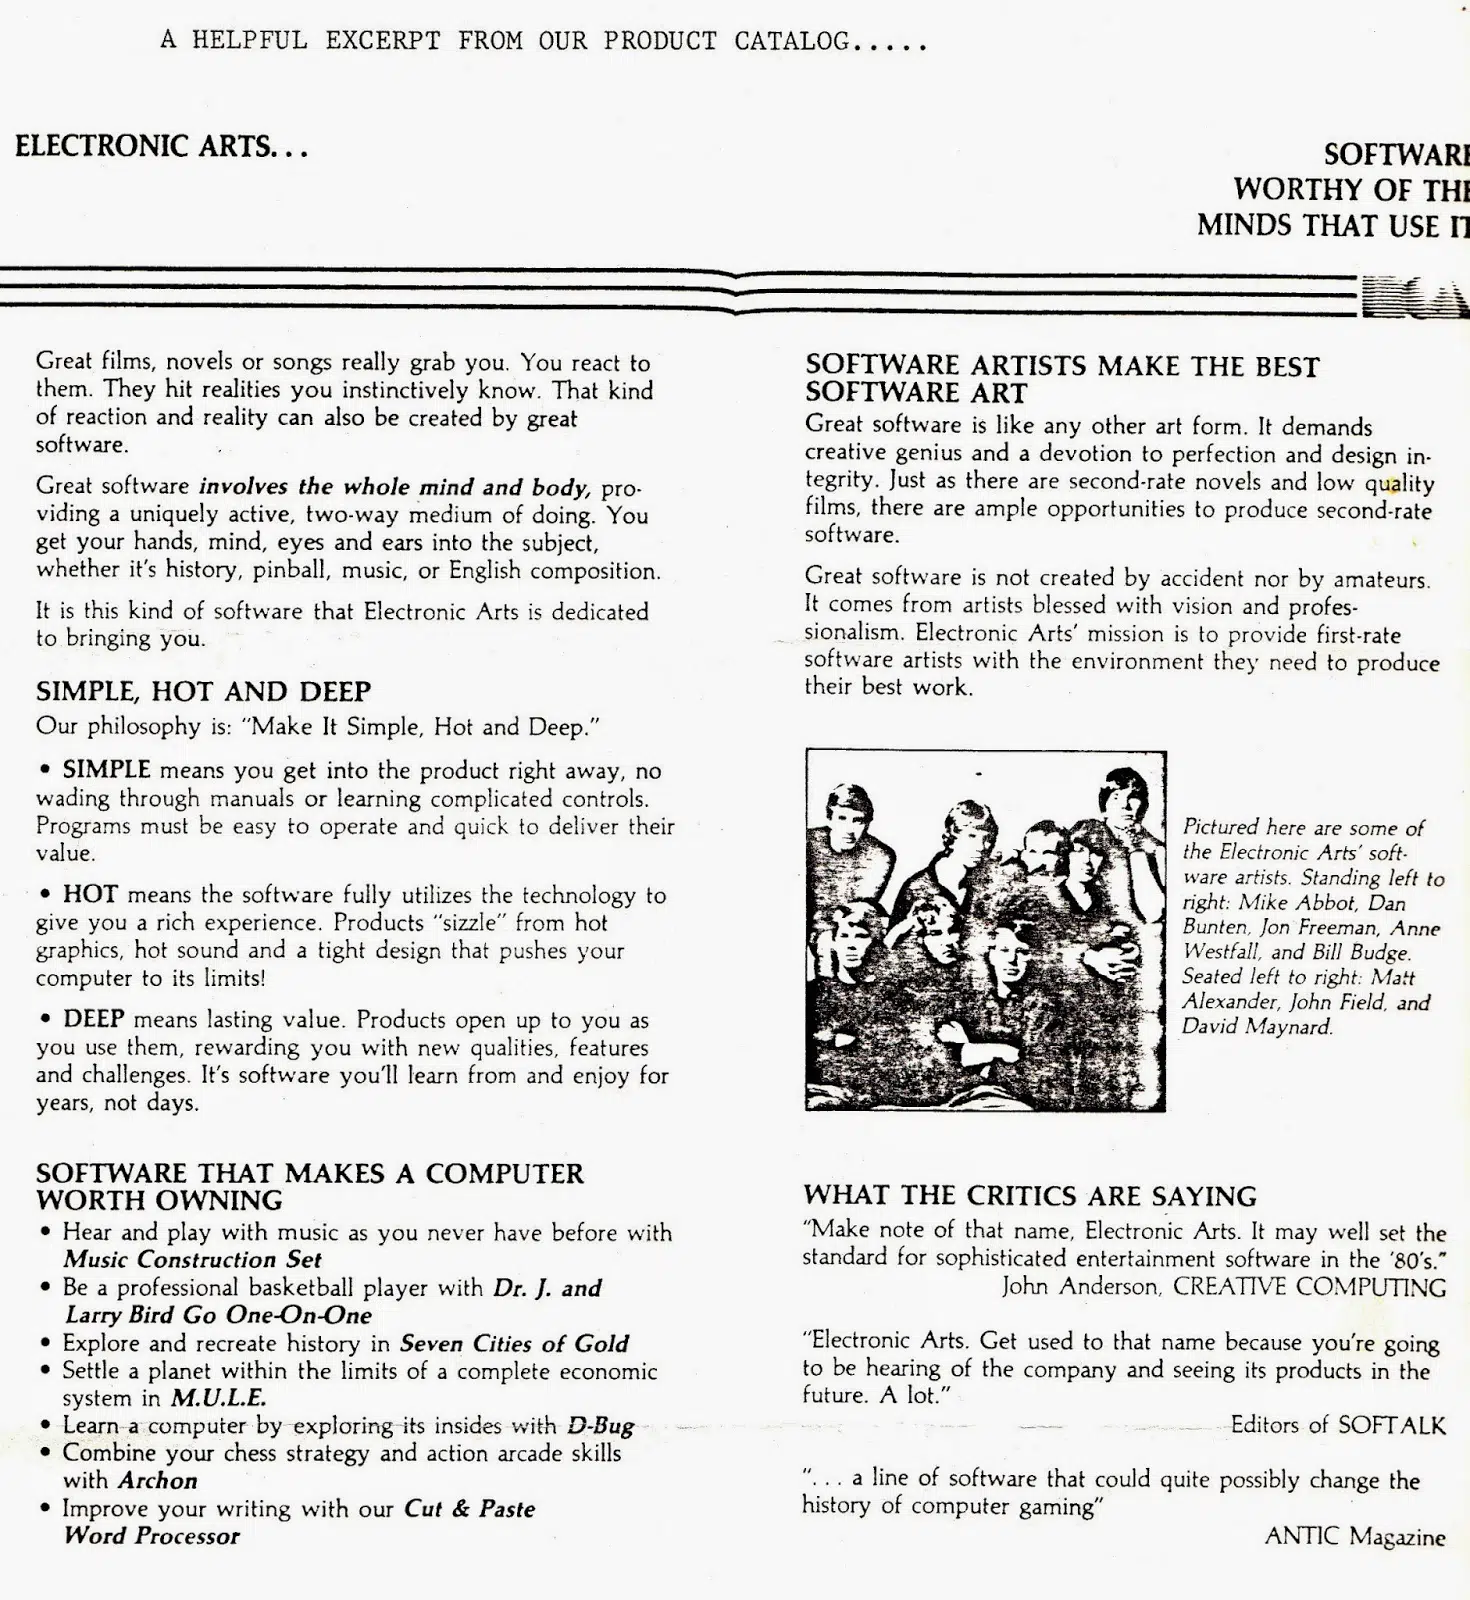 A HELPFUL EXCERPT FROM OUR PRODUCT CATALOG.....
ELECTRONIC ARTS...
SOFTWARE
WORTHY OF THE
MINDS THAT USE IT
Great films, novels or songs really grab you. You react to
them. They hit realities you instinctively know. That kind
of reaction and reality can also be created by great
software.
Great software involves the whole mind and body, pro-
viding a uniquely active, two-way medium of doing. You
get your hands, mind, eyes and ears into the subject,
whether it's history, pinball, music, or English composition.
It is this kind of software that Electronic Arts is dedicated
to bringing you.
SIMPLE, HOT AND DEEP
Our philosophy is: "Make It Simple, Hot and Deep."
• SIMPLE means you get into the product right away, no
wading through manuals or learning complicated controls.
Programs must be easy to operate and quick to deliver their
value.
• HOT means the software fully utilizes the technology to
give you a rich experience. Products "sizzle" from hot
graphics, hot sound and a tight design that pushes your
computer to its limits!
• DEEP means lasting value. Products open up to you as
you use them, rewarding you with new qualities, features
and challenges. It's software you'll learn from and enjoy for
years, not days.
SOFTWARE THAT MAKES A COMPUTER
WORTH OWNING
• Hear and play with music as you never have before with
Music Construction Set
• Be a professional basketball player with Dr. J. and
Larry Bird Go One-On-One
• Explore and recreate history in Seven Cities of Gold
• Settle a planet within the limits of a complete economic
system in M.U.L.E.
• Learn a computer by exploring its insides with D-Bug
• Combine your chess strategy and action arcade skills
with Archon
• Improve your writing with our Cut & Paste
Word Processor
SOFTWARE ARTISTS MAKE THE BEST
SOFTWARE ART
Great software is like any other art form. It demands
creative genius and a devotion to perfection and design in-
tegrity. Just as there are second-rate novels and low quality
films, there are ample opportunities to produce second-rate
software.
Great software is not created by accident nor by amateurs.
It comes from artists blessed with vision and profes-
sionalism. Electronic Arts' mission is to provide first-rate
software artists with the environment they need to produce
their best work.
Pictured here are some of
the Electronic Arts' soft-
ware artists. Standing left to
right: Mike Abbot, Dan
Bunten, Jon Freeman, Anne
Westfall, and Bill Budge.
Seated left to right: Matt
Alexander, John Field, and
David Maynard.
WHAT THE CRITICS ARE SAYING
"Make note of that name, Electronic Arts. It may well set the
standard for sophisticated entertainment software in the '80's."
John Anderson, CREATIVE COMPUTING
"Electronic Arts. Get used to that name because you're going
to be hearing of the company and seeing its products in the
future. A lot."
Editors of SOFTALK
". . . a line of software that could quite possibly change the
history of computer gaming"
ANTIC Magazine